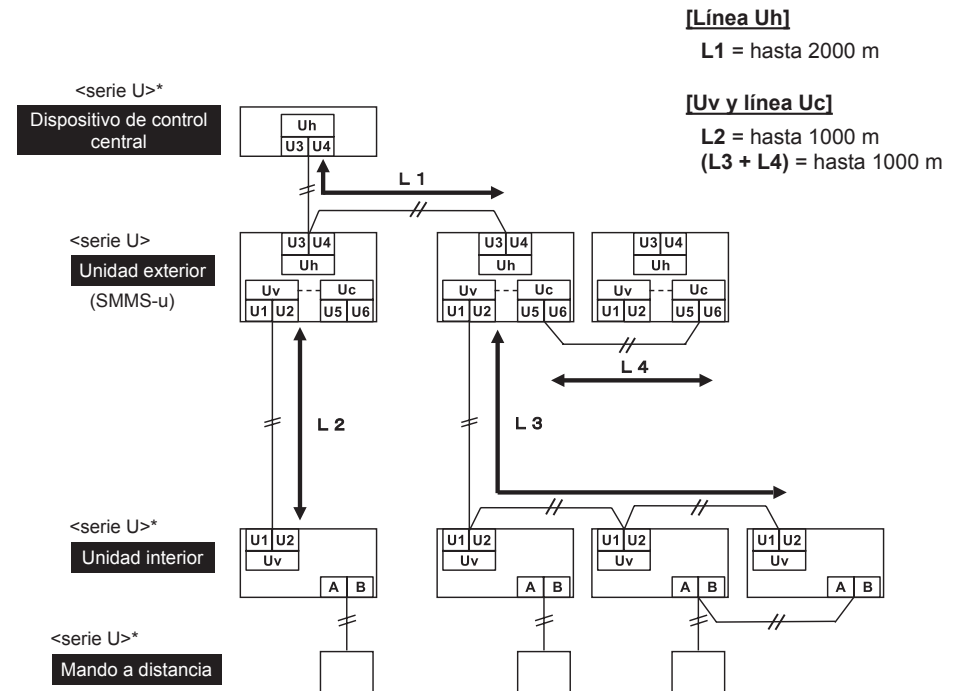 [Línea Uh]
L1 = hasta 2000 m
[Uv y línea Uc]
L2 = hasta 1000 m
(L3 + L4) = hasta 1000 m
<serie U>*
Dispositivo de control
central
Uh
U3 U4
L 1
<serie U>
Unidad exterior
(SMMS-u)
U3 U4
Uh
Uv
Uc
U1 U2
U5 U6
U3 U4
Uh
Uv
Uc
U1 U2
U5 U6
U3 U4
Uh
Uv
Uc
U1 U2
U5 U6
L 4
L 2
L 3
<serie U>*
Unidad interior
U1 U2
Uv
A B
U1 U2
Uv
A B
U1 U2
Uv
A B
U1 U2
Uv
A B
<serie U>*
Mando a distancia